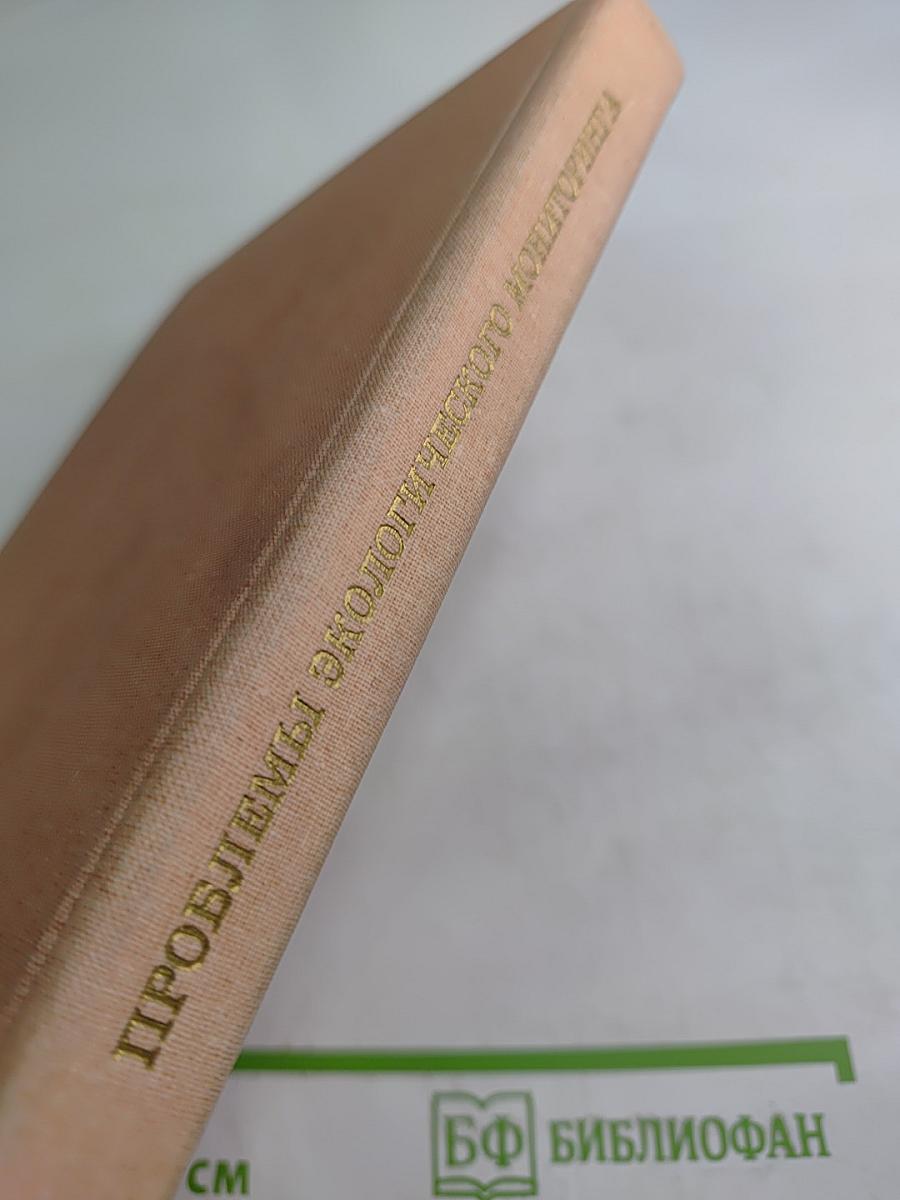 ПРОБЛЕМЫ ЭКОЛОГИЧЕСКОГО МОНИТОРИНГА
СМ
БФ БИБЛИОФАН